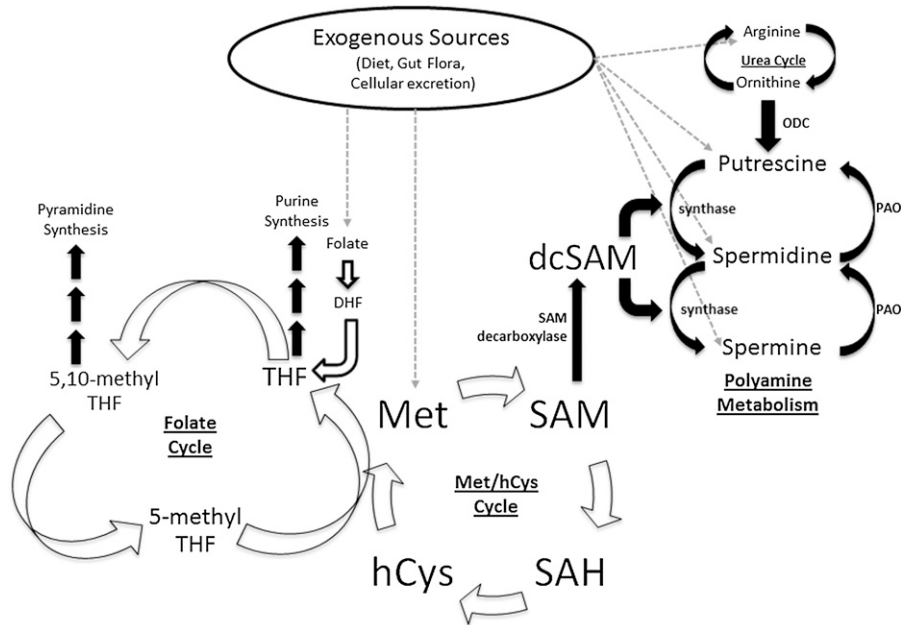 Exogenous Sources
(Diet, Gut Flora,
Cellular excretion)
Arginine
Urea Cycle
Ornithine
ODC
Putrescine
synthase
PAO
Spermidine
synthase
PAO
Spermine
Polyamine
Metabolism
dcSAM
SAM
decarboxylase
Pyramidine
Synthesis
Purine
Synthesis
Folate
DHF
THF
5,10-methyl
THF
Folate
Cycle
5-methyl
THF
Met
SAM
Met/hCys
Cycle
hCys
SAH